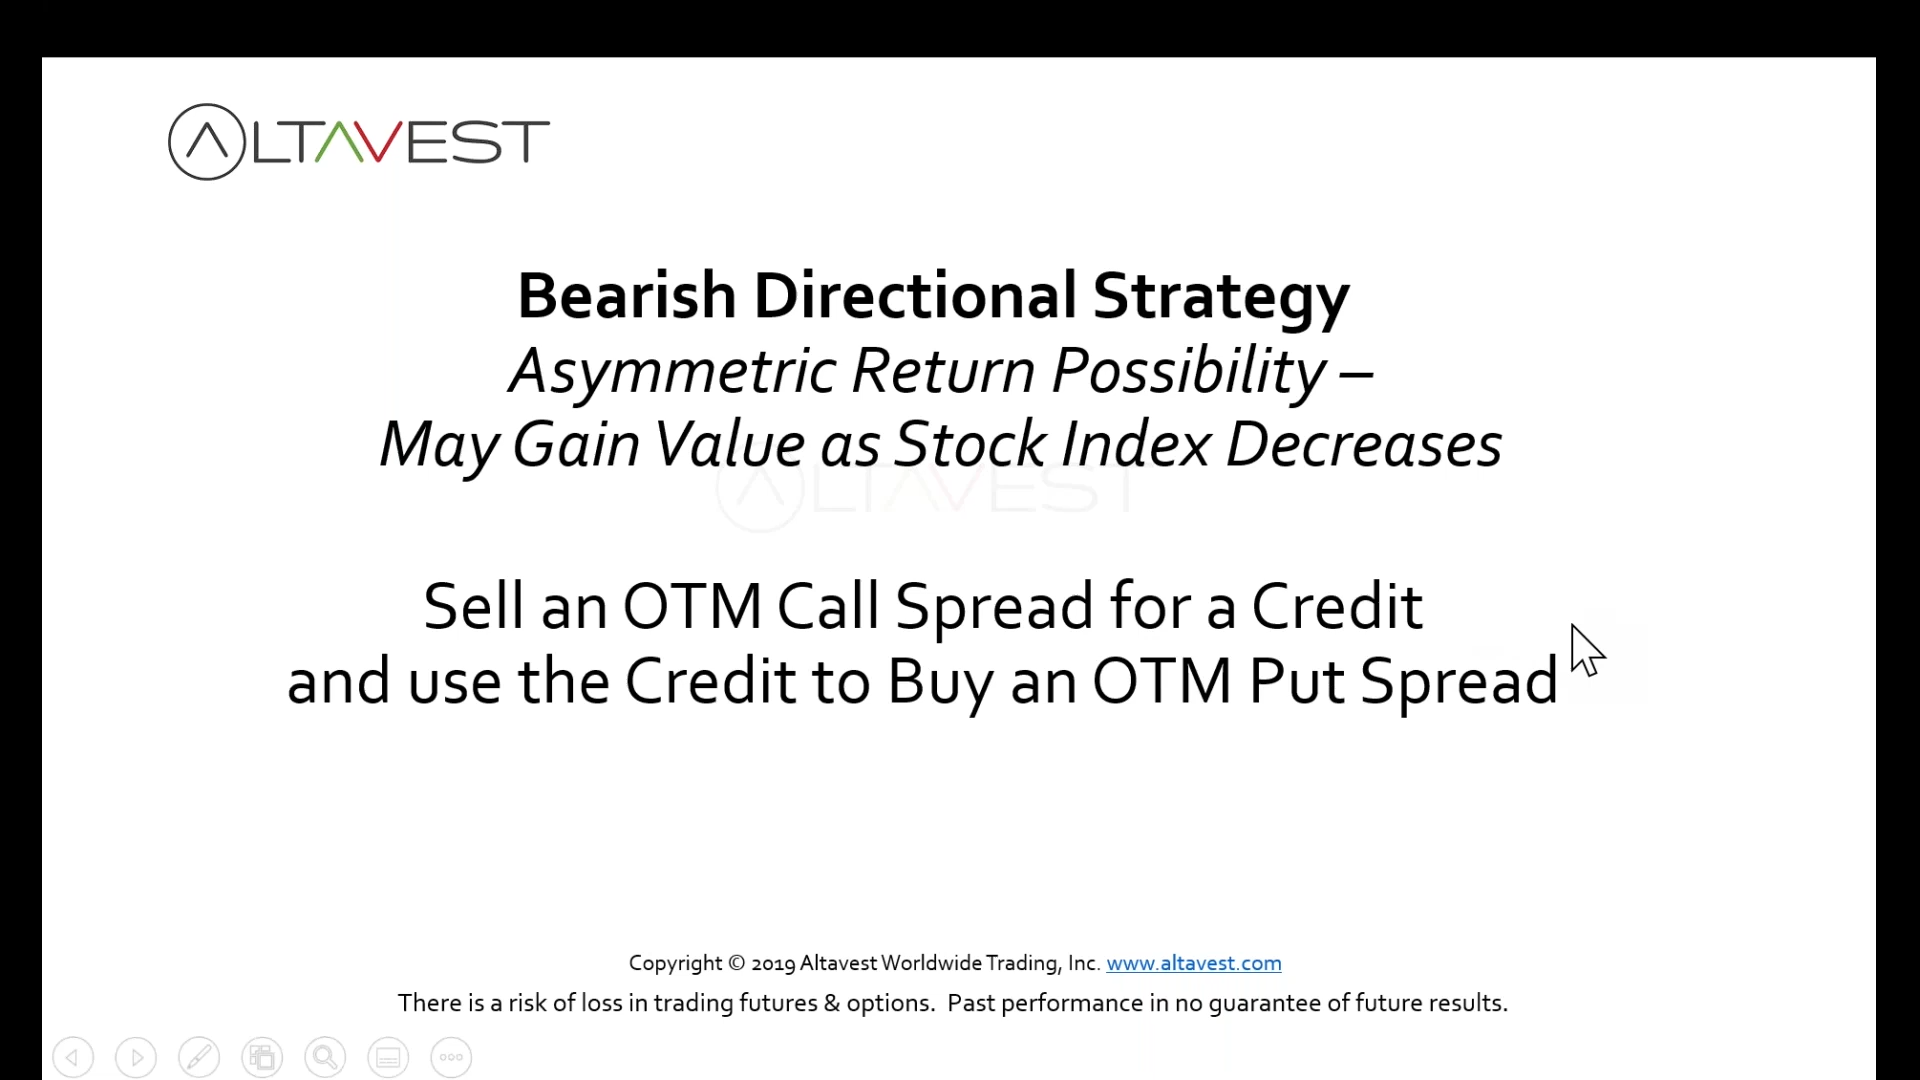 ALTAVEST
Bearish Directional Strategy
Asymmetric Return Possibility –
May Gain Value as Stock Index Decreases
ALTAVEST
Sell an OTM Call Spread for a Credit
and use the Credit to Buy an OTM Put Spread
Copyright © 2019 Altavest Worldwide Trading, Inc. www.altavest.com
There is a risk of loss in trading futures & options. Past performance in no guarantee of future results.